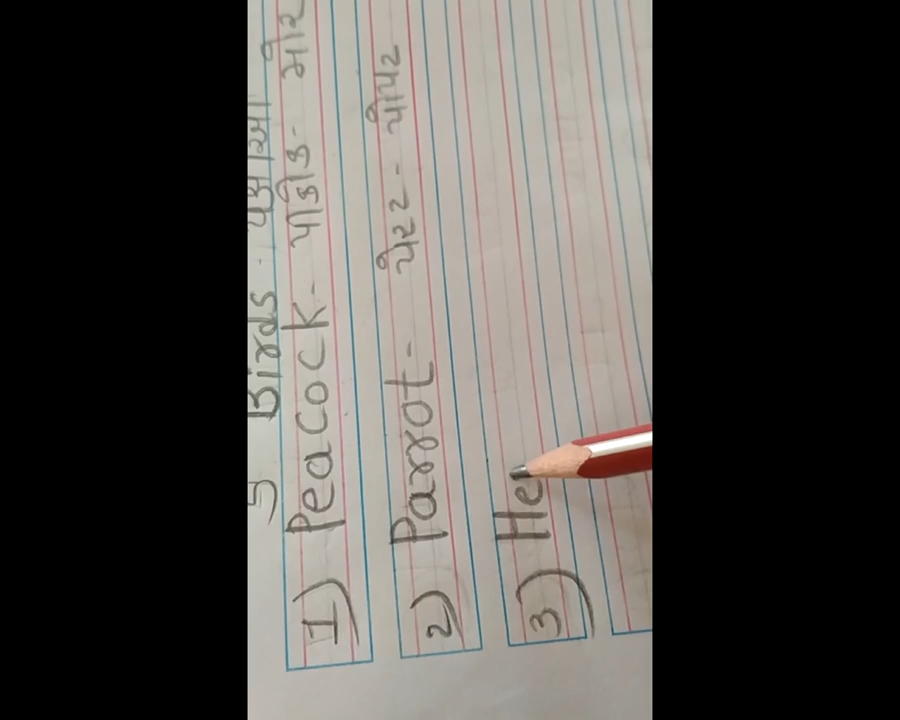 5 Birds -
1) Peacock - પીકોક - મોર
2) Parrot - પેરટ - પોપટ
3) He